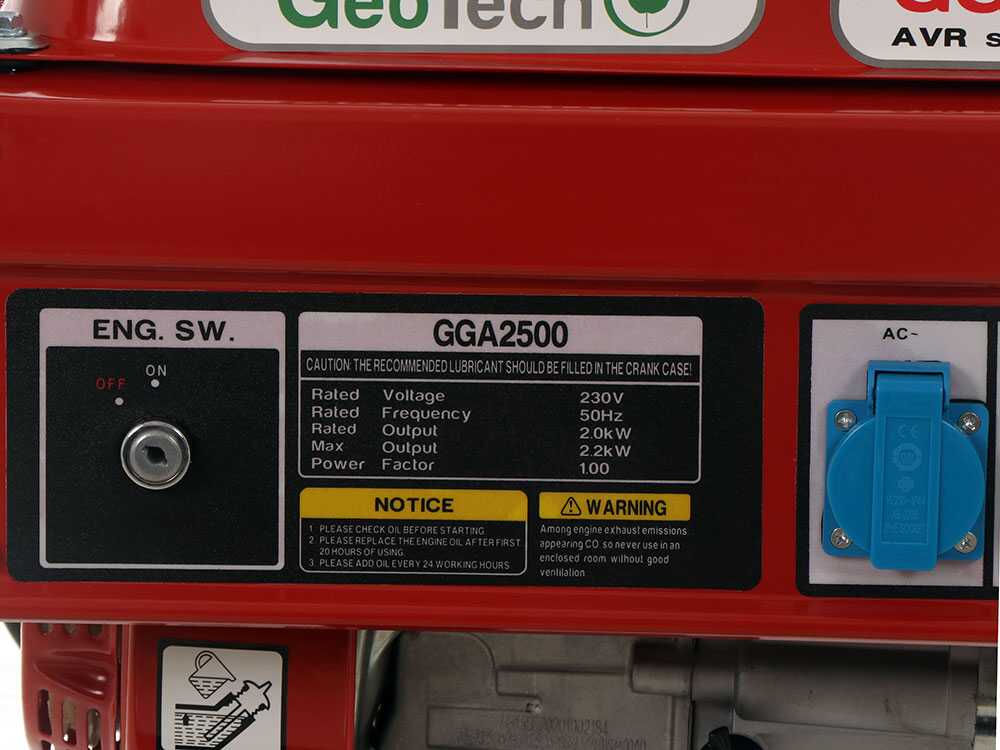 GeoTech
AVR
ENG. SW.
OFF
ON
GGA2500
CAUTION: THE RECOMMENDED LUBRICANT SHOULD BE FILLED IN THE CRANK CASE!
Rated Voltage 230V
Rated Frequency 50Hz
Rated Output 2.0kW
Max Output 2.2kW
Power Factor 1.00
NOTICE
1 PLEASE CHECK OIL BEFORE STARTING
2. PLEASE REPLACE THE ENGINE OIL AFTER FIRST
20 HOURS OF USING.
3. PLEASE ADD OIL EVERY 24 WORKING HOURS
WARNING
Among engine exhaust emissions
appearing CO so never use in an
enclosed room without good
ventilation
AC~
CE